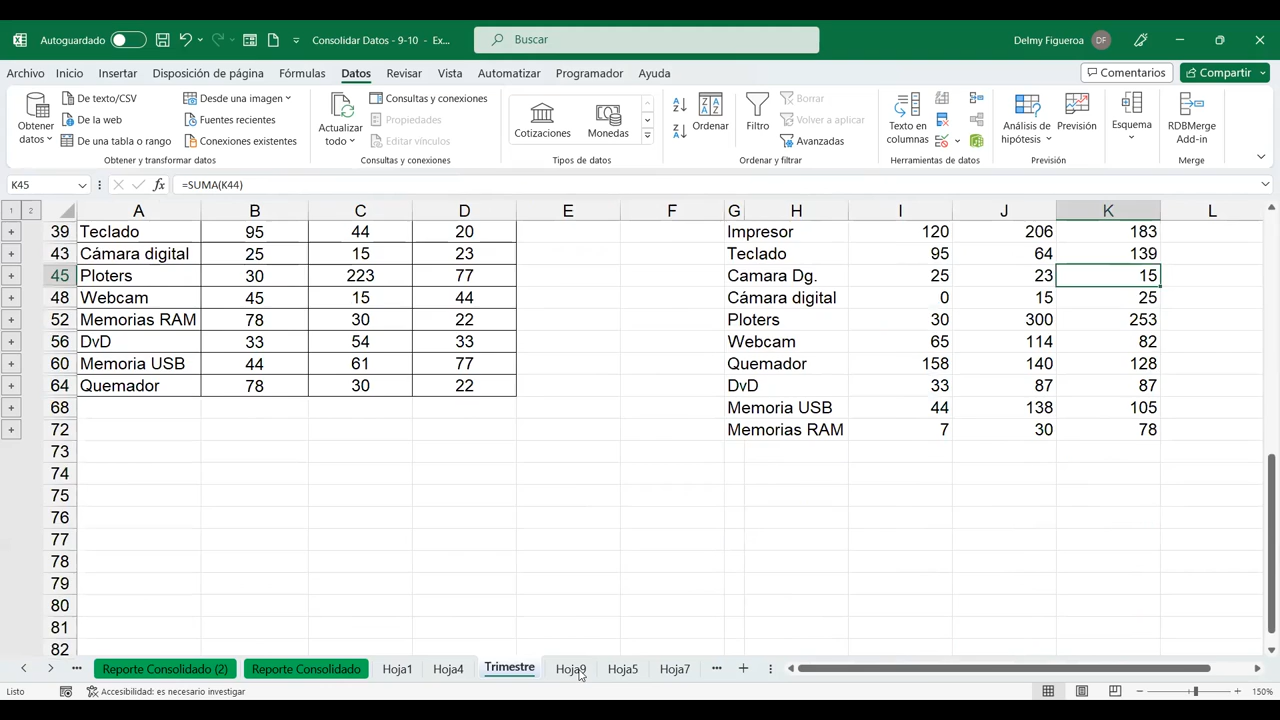 Autoguardado
Consolidar Datos - 9-10 - Ex...
Buscar
Delmy Figueroa DF
Archivo Inicio Insertar Disposición de página Fórmulas Datos Revisar Vista Automatizar Programador Ayuda
Comentarios Compartir
Obtener datos
De texto/CSV
De la web
De una tabla o rango
Desde una imagen
Fuentes recientes
Conexiones existentes
Obtener y transformar datos
Actualizar todo
Consultas y conexiones
Propiedades
Editar vínculos
Consultas y conexiones
Cotizaciones Monedas
Tipos de datos
Ordenar
Filtro
Borrar
Volver a aplicar
Avanzadas
Ordenar y filtrar
Texto en columnas
Herramientas de datos
Análisis de hipótesis
Previsión
Previsión
Esquema
RDBMerge Add-in
Merge
K45 fx =SUMA(K44)
1 2 A B C D E F G H I J K L
39 Teclado 95 44 20 Impresor 120 206 183
43 Cámara digital 25 15 23 Teclado 95 64 139
45 Ploters 30 223 77 Camara Dg. 25 23 15
48 Webcam 45 15 44 Cámara digital 0 15 25
52 Memorias RAM 78 30 22 Ploters 30 300 253
56 DvD 33 54 33 Webcam 65 114 82
60 Memoria USB 44 61 77 Quemador 158 140 128
64 Quemador 78 30 22 DvD 33 87 87
68 Memoria USB 44 138 105
72 Memorias RAM 7 30 78
73
74
75
76
77
78
79
80
81
82
Reporte Consolidado (2) Reporte Consolidado Hoja1 Hoja4 Trimestre Hoja9 Hoja5 Hoja7
Listo Accesibilidad: es necesario investigar 150%